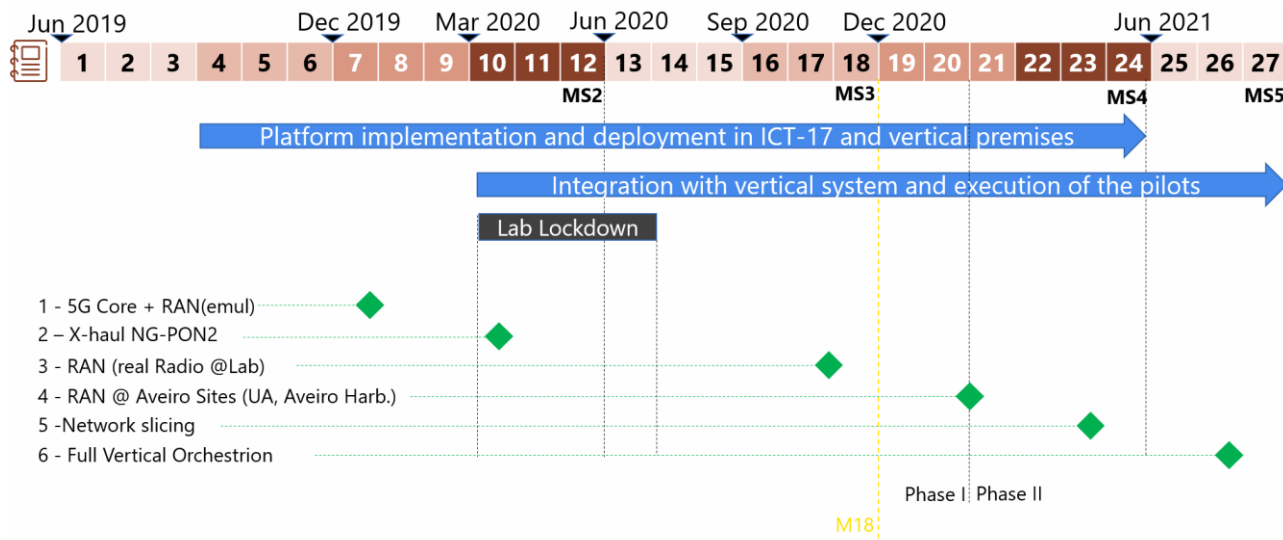 Jun 2019 Dec 2019 Mar 2020 Jun 2020 Sep 2020 Dec 2020 Jun 2021
1 2 3 4 5 6 7 8 9 10 11 12 13 14 15 16 17 18 19 20 21 22 23 24 25 26 27
MS2 MS3 MS4 MS5
Platform implementation and deployment in ICT-17 and vertical premises
Integration with vertical system and execution of the pilots
Lab Lockdown
1 - 5G Core + RAN(emul)
2 – X-haul NG-PON2
3 - RAN (real Radio @Lab)
4 - RAN @ Aveiro Sites (UA, Aveiro Harb.)
5 -Network slicing
6 - Full Vertical Orchestrion
Phase I Phase II
M18